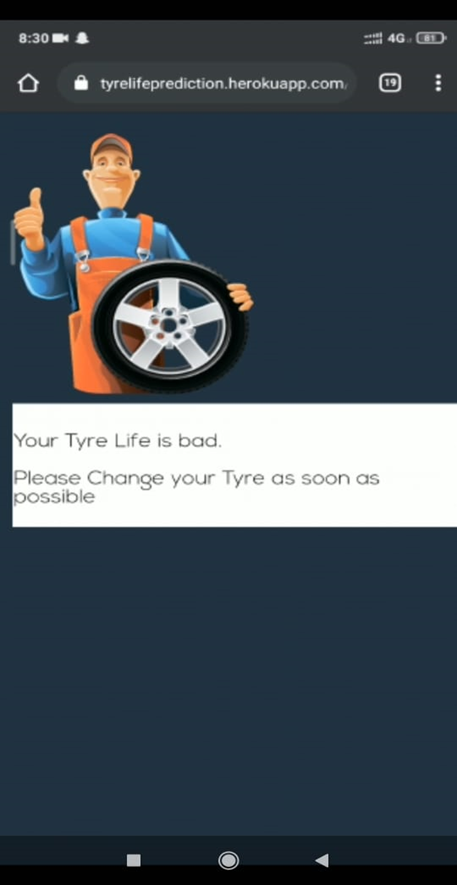 8:30 4G 81
tyrelifeprediction.herokuapp.com 19
Your Tyre Life is bad.
Please Change your Tyre as soon as
possible